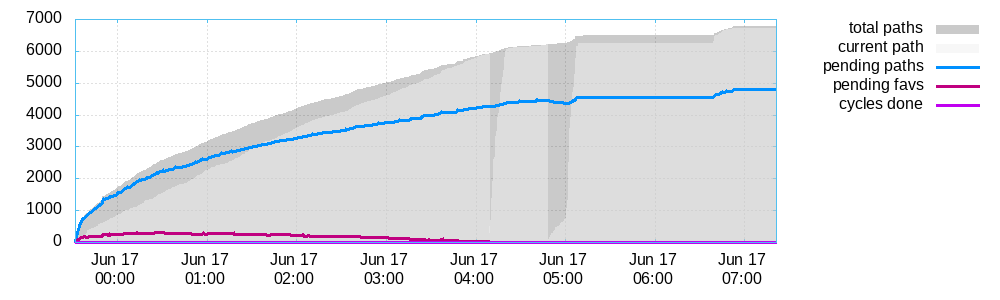 7000
6000
5000
4000
3000
2000
1000
0
Jun 17 Jun 17 Jun 17 Jun 17 Jun 17 Jun 17 Jun 17 Jun 17
00:00 01:00 02:00 03:00 04:00 05:00 06:00 07:00
total paths
current path
pending paths
pending favs
cycles done